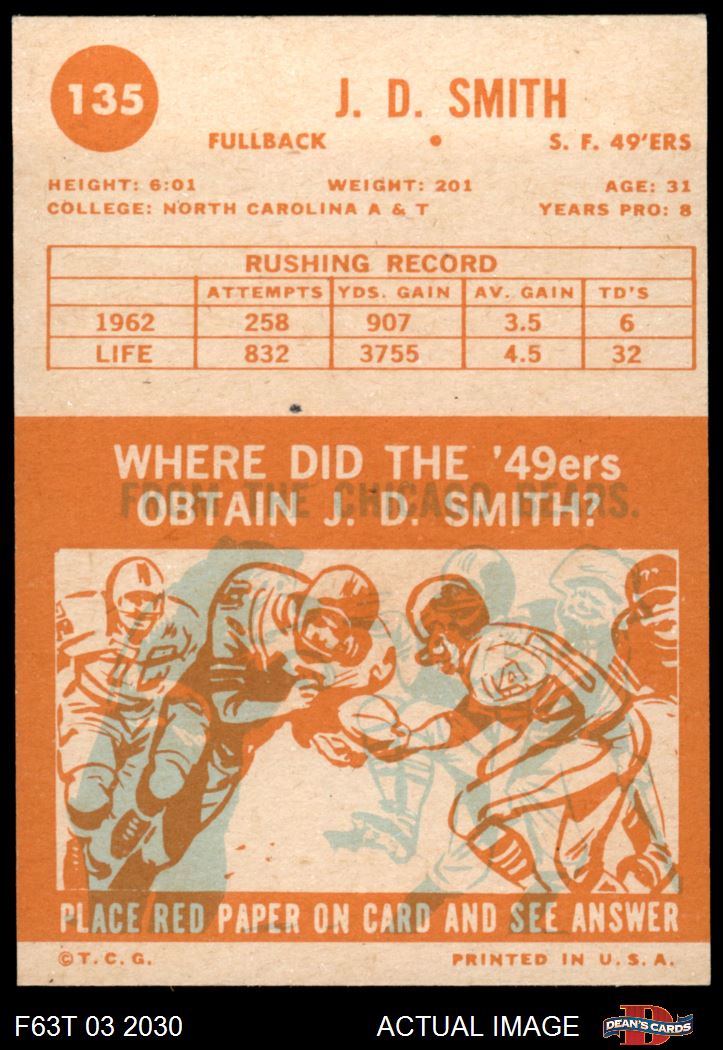 135
J. D. SMITH
FULLBACK • S. F. 49'ERS
HEIGHT: 6:01 WEIGHT: 201 AGE: 31
COLLEGE: NORTH CAROLINA A & T YEARS PRO: 8
RUSHING RECORD
ATTEMPTS YDS. GAIN AV. GAIN TD'S
1962 258 907 3.5 6
LIFE 832 3755 4.5 32
WHERE DID THE '49ers
FROM THE CHICAGO BEARS.
OBTAIN J. D. SMITH?
PLACE RED PAPER ON CARD AND SEE ANSWER
©T. C. G. PRINTED IN U. S. A.
F63T 03 2030 ACTUAL IMAGE
D
DEAN'S CARDS